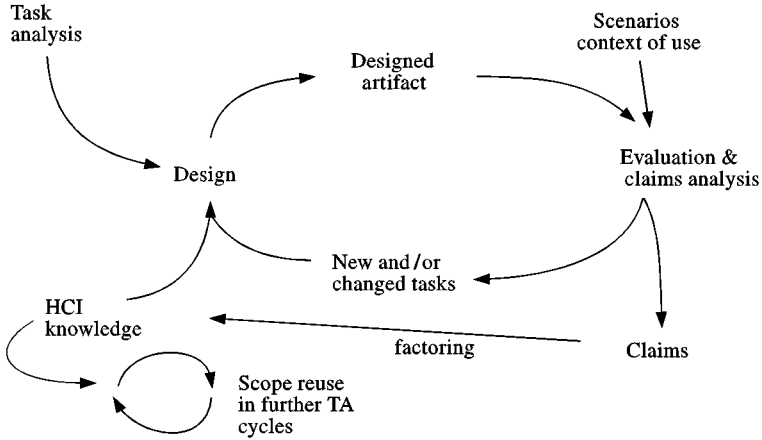 Task
analysis
Scenarios
context of use
Designed
artifact
Evaluation &
claims analysis
Design
New and/or
changed tasks
HCI
knowledge
factoring
Claims
Scope reuse
in further TA
cycles